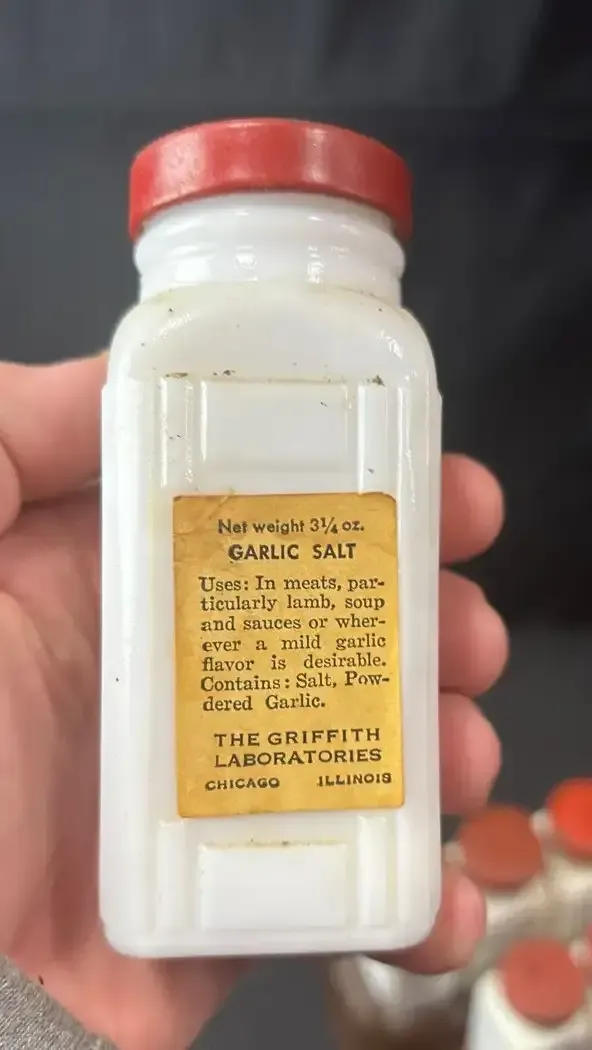 Net weight 3¼ oz.
GARLIC SALT
Uses: In meats, par-
ticularly lamb, soup
and sauces or wher-
ever a mild garlic
flavor is desirable.
Contains: Salt, Pow-
dered Garlic.
THE GRIFFITH
LABORATORIES
CHICAGO ILLINOIS